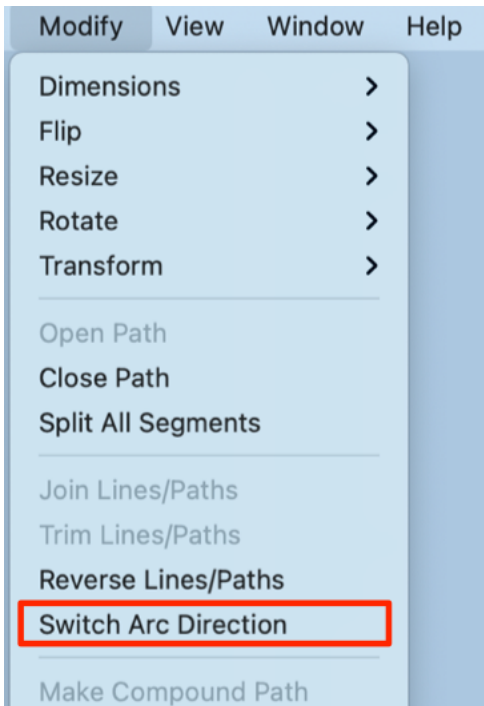 Modify View Window Help
Dimensions
Flip
Resize
Rotate
Transform
Open Path
Close Path
Split All Segments
Join Lines/Paths
Trim Lines/Paths
Reverse Lines/Paths
Switch Arc Direction
Make Compound Path